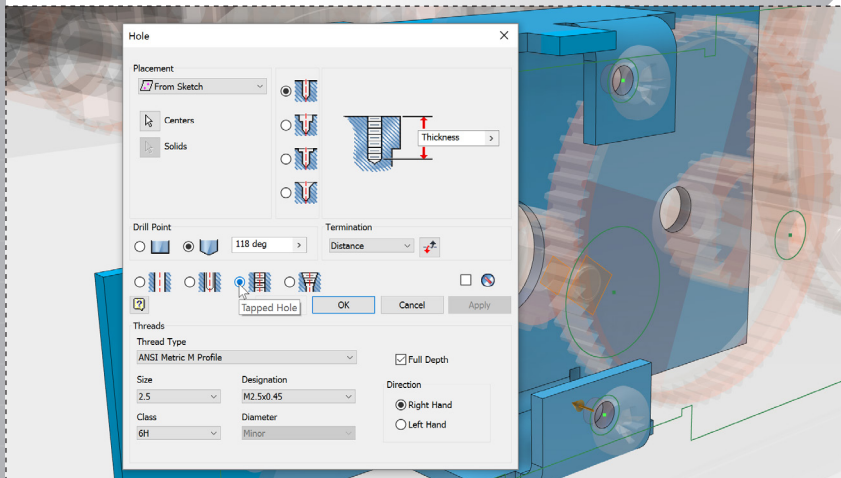 Hole
Placement
From Sketch
Centers
Solids
Thickness
Drill Point
118 deg
Termination
Distance
Tapped Hole
OK
Cancel
Apply
Threads
Thread Type
ANSI Metric M Profile
Full Depth
Size
Designation
2.5
M2.5x0.45
Direction
Right Hand
Left Hand
Class
Diameter
6H
Minor